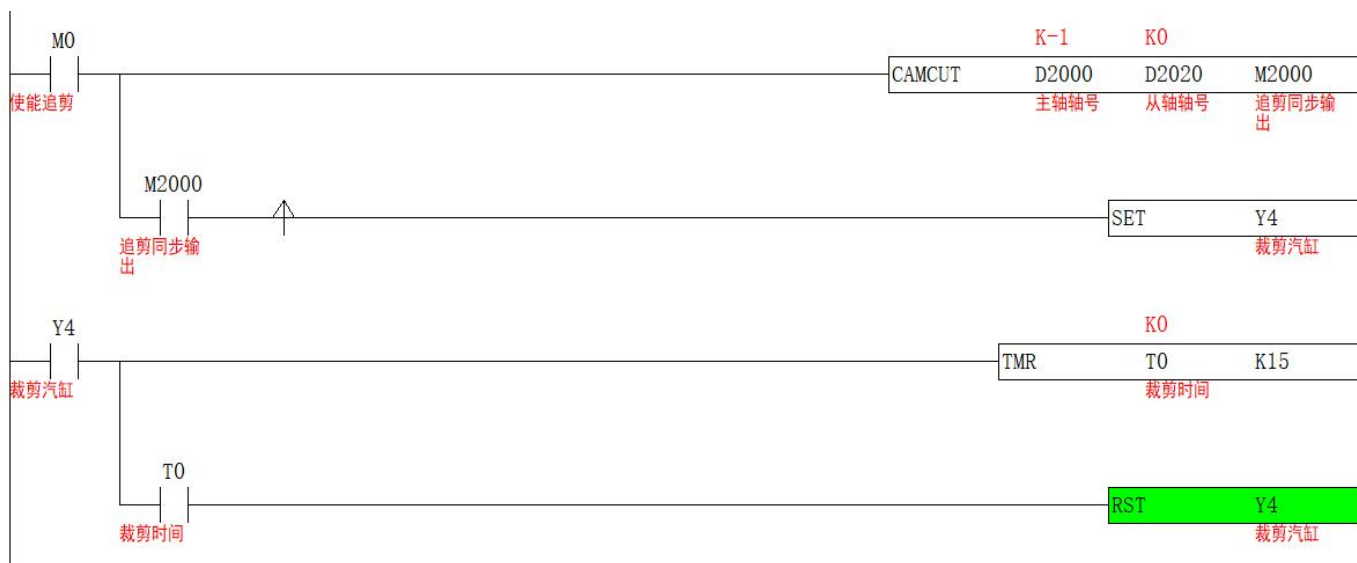 M0
K-1 K0
CAMCUT D2000 D2020 M2000
使能追剪
主轴轴号 从轴轴号 追剪同步输
出
M2000
追剪同步输
出
SET Y4
裁剪汽缸
Y4
K0
裁剪汽缸
TMR T0 K15
裁剪时间
T0
裁剪时间
RST Y4
裁剪汽缸